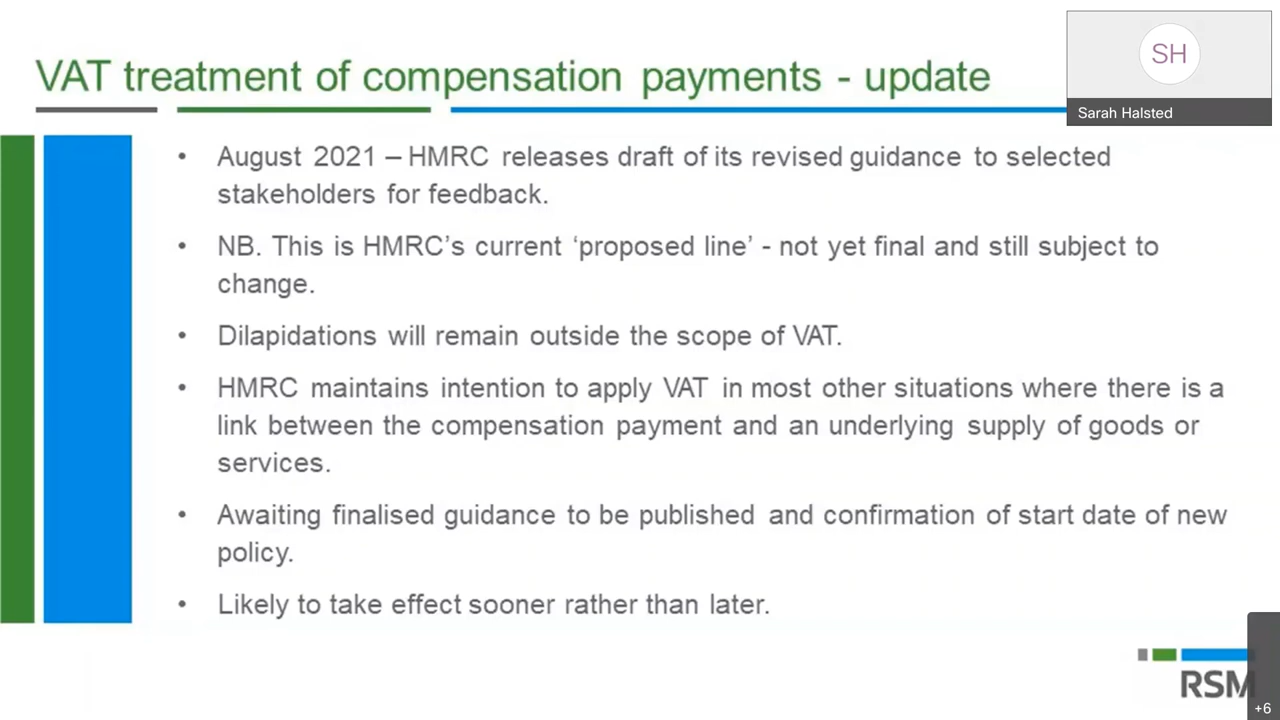 VAT treatment of compensation payments - update
SH
Sarah Halsted
• August 2021 – HMRC releases draft of its revised guidance to selected
stakeholders for feedback.
• NB. This is HMRC’s current ‘proposed line’ - not yet final and still subject to
change.
• Dilapidations will remain outside the scope of VAT.
• HMRC maintains intention to apply VAT in most other situations where there is a
link between the compensation payment and an underlying supply of goods or
services.
• Awaiting finalised guidance to be published and confirmation of start date of new
policy.
• Likely to take effect sooner rather than later.
RSM
+6